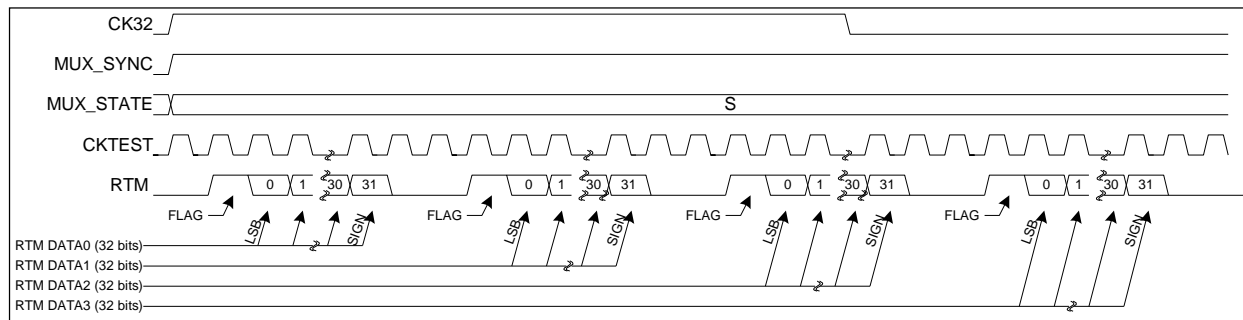 CK32
MUX_SYNC
MUX_STATE S
CKTEST
RTM 0 1 30 31 0 1 30 31 0 1 30 31 0 1 30 31
FLAG FLAG FLAG FLAG
LSB SIGN LSB SIGN LSB SIGN LSB SIGN
RTM DATA0 (32 bits)
RTM DATA1 (32 bits)
RTM DATA2 (32 bits)
RTM DATA3 (32 bits)